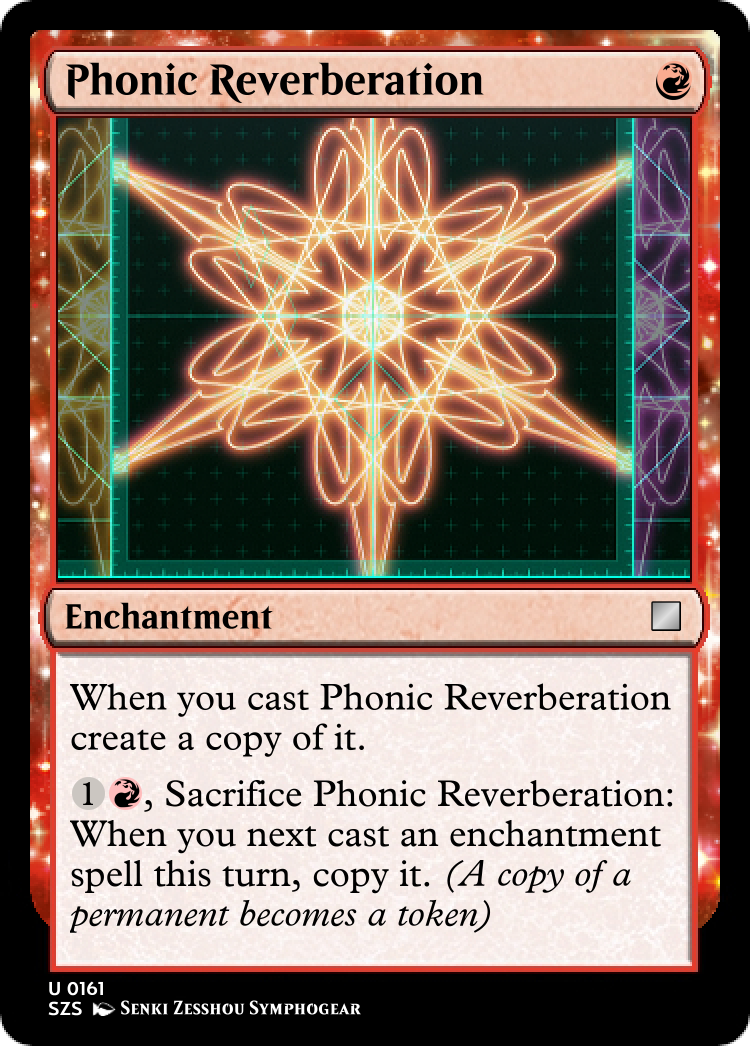 Phonic Reverberation
Enchantment
When you cast Phonic Reverberation
create a copy of it.
1 , Sacrifice Phonic Reverberation:
When you next cast an enchantment
spell this turn, copy it. (A copy of a
permanent becomes a token)
U 0161
SZS Senki Zesshou Symphogear